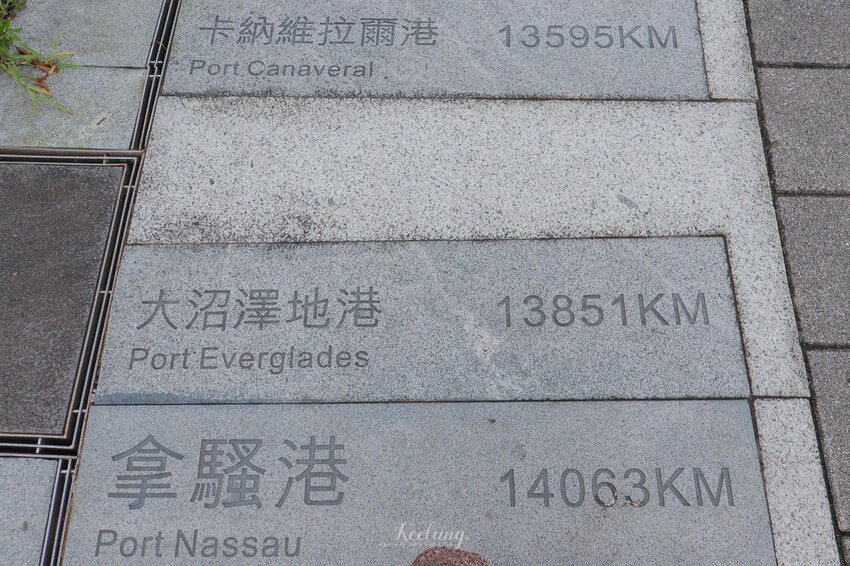 卡納維拉爾港 13595KM
Port Canaveral
大沼澤地港 13851KM
Port Everglades
拿騷港 14063KM
Port Nassau
Keelung